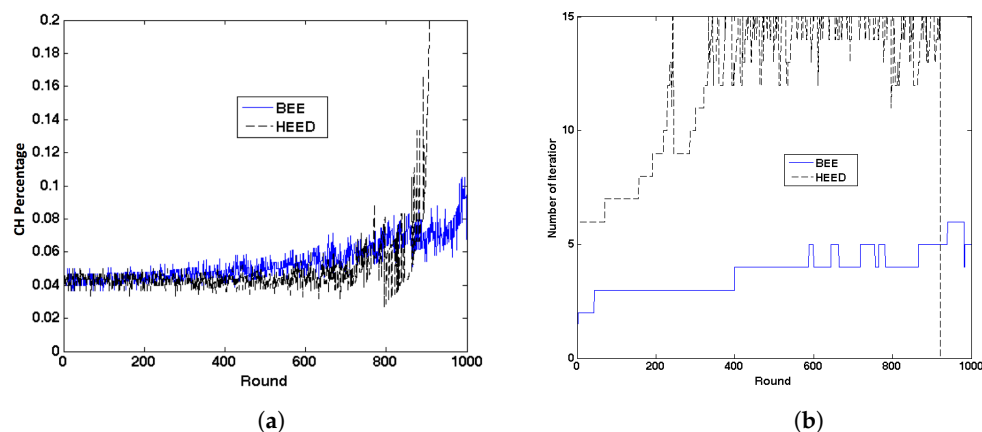 0.2
0.18
0.16
0.14
0.12
0.1
0.08
0.06
0.04
0.02
0
CH Percentage
BEE
HEED
0 200 400 600 800 1000
Round
(a)
15
10
5
0
Number of Iteration
BEE
HEED
0 200 400 600 800 1000
Round
(b)